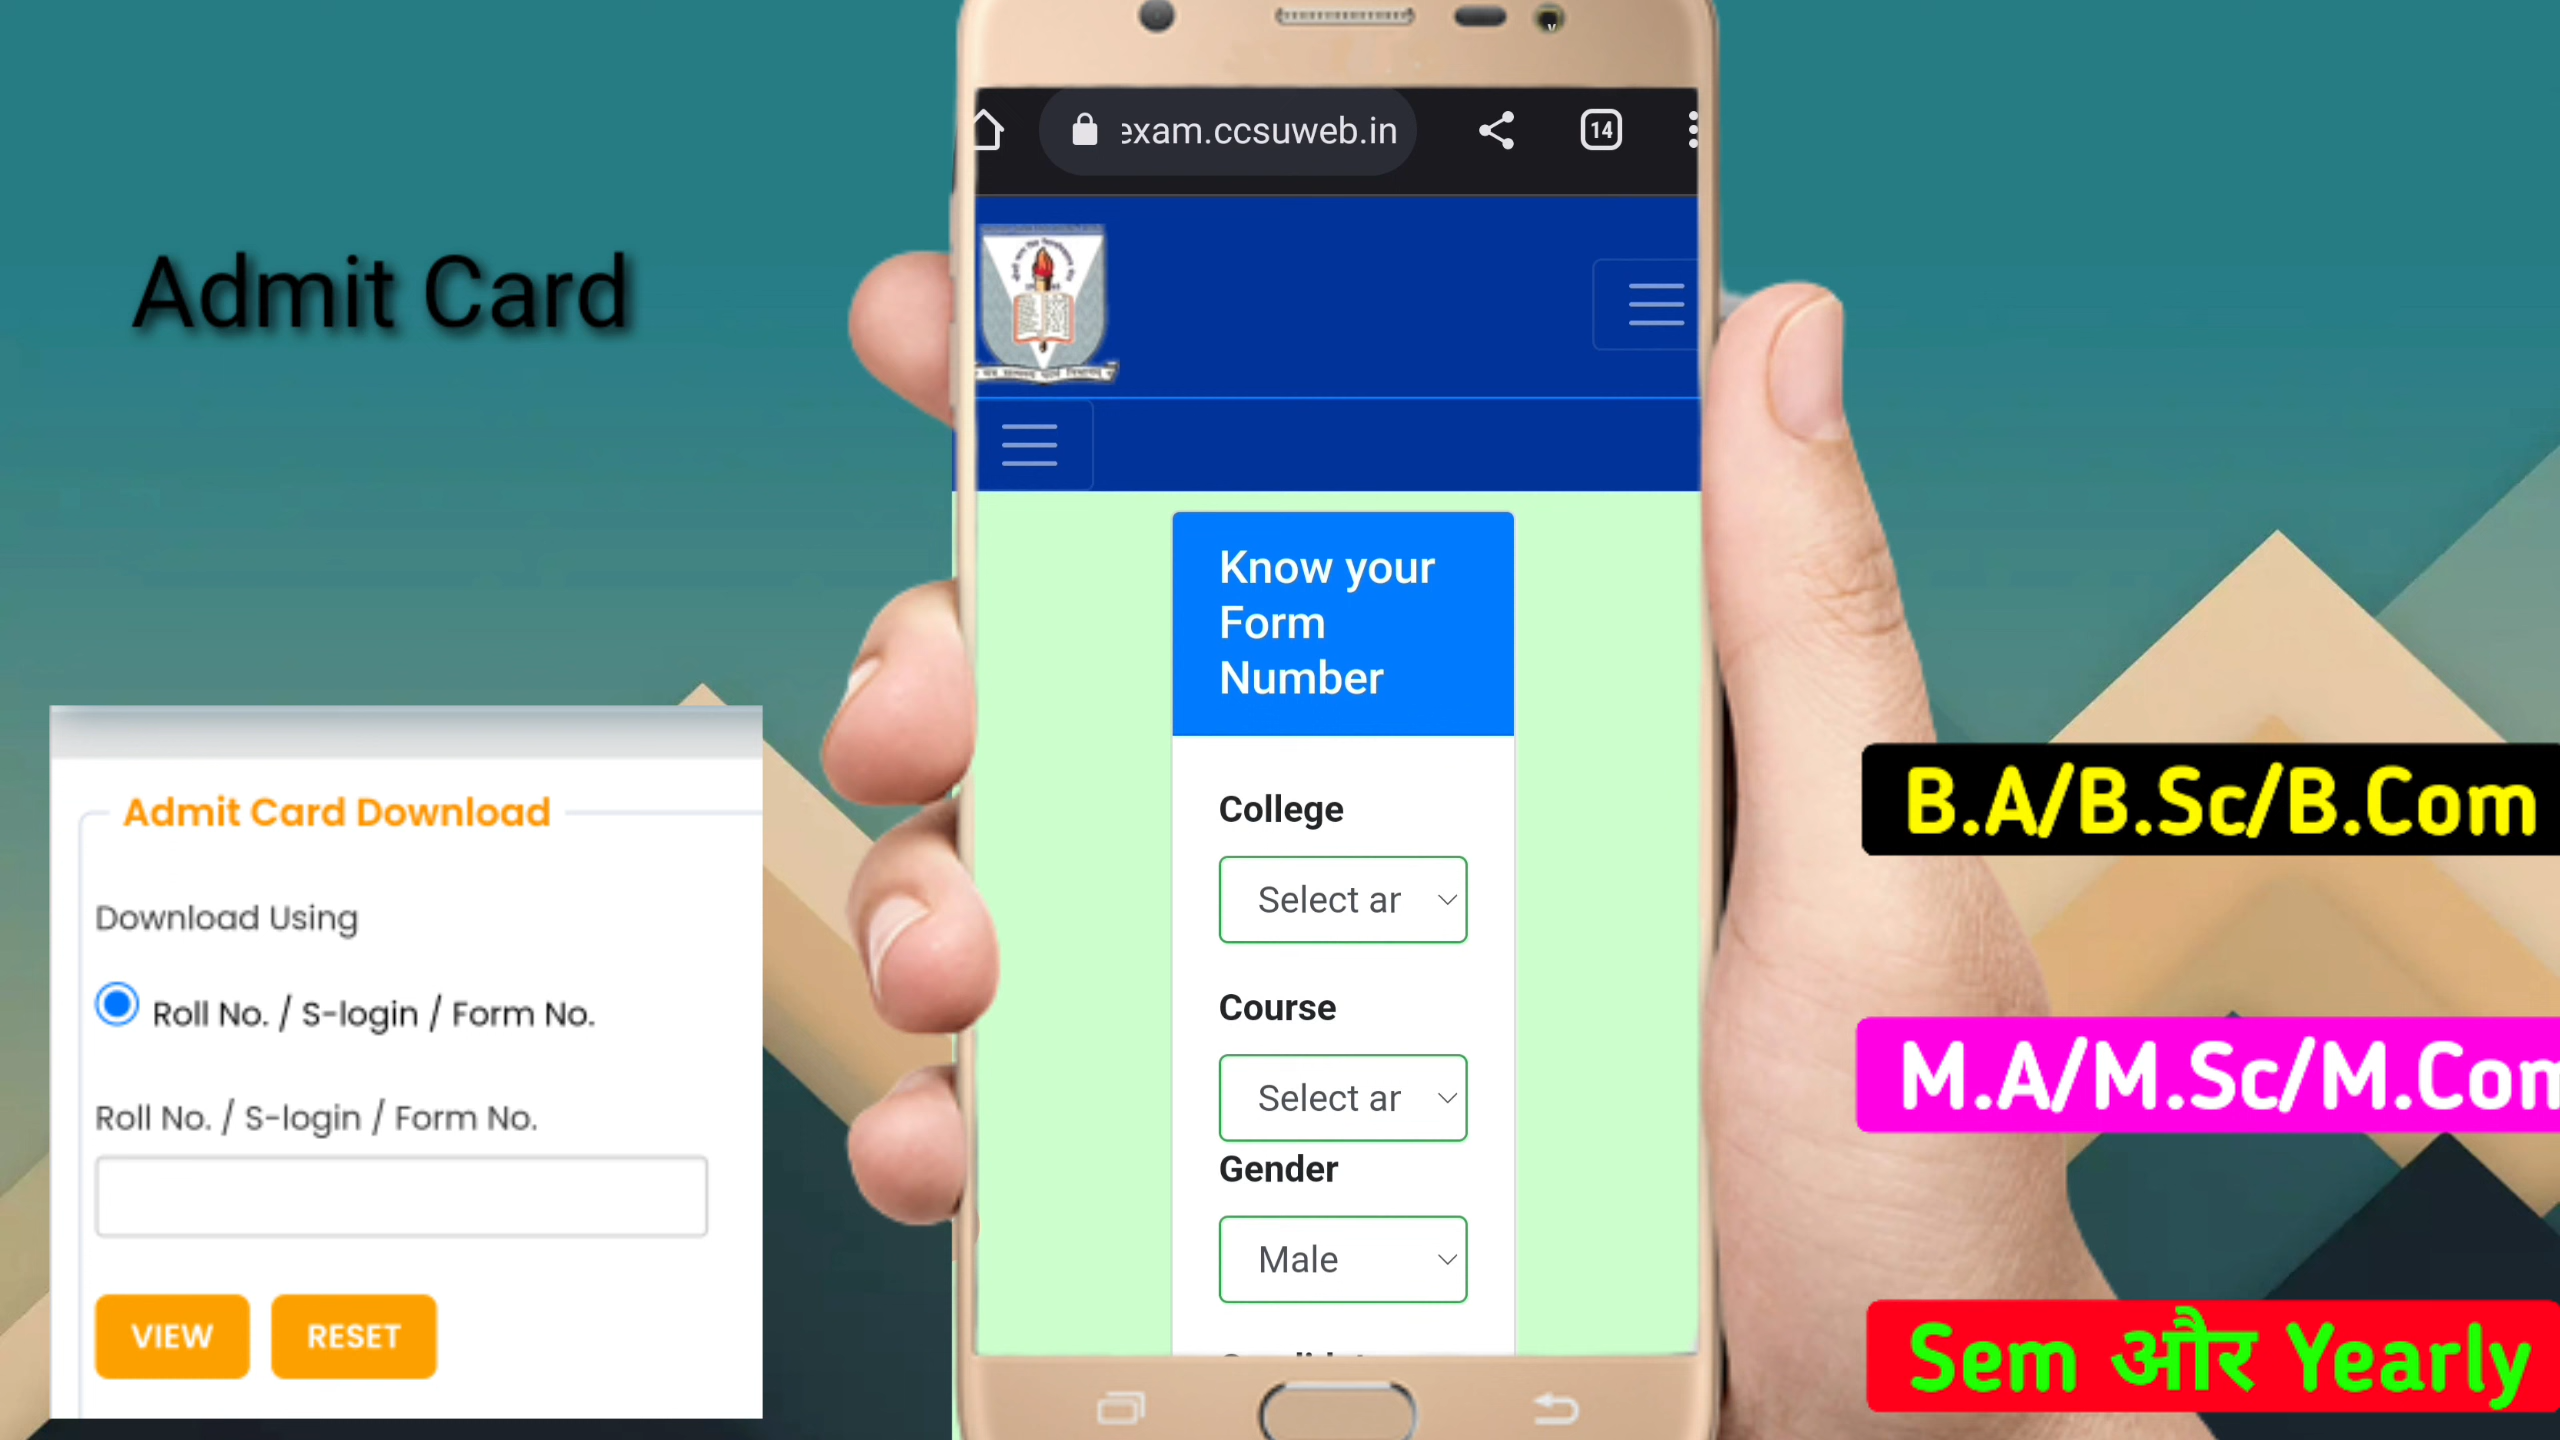 Admit Card
exam.ccsuweb.in
14
Know your
Form
Number
College
Select ar
Course
Select ar
Gender
Male
Admit Card Download
Download Using
Roll No. / S-login / Form No.
Roll No. / S-login / Form No.
VIEW
RESET
B.A/B.Sc/B.Com
M.A/M.Sc/M.Com
Sem और Yearly